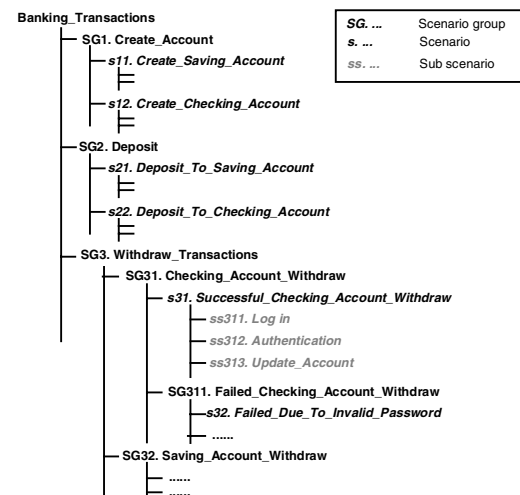 Banking_Transactions
SG. ... Scenario group
s. ... Scenario
ss. ... Sub scenario
SG1. Create_Account
s11. Create_Saving_Account
s12. Create_Checking_Account
SG2. Deposit
s21. Deposit_To_Saving_Account
s22. Deposit_To_Checking_Account
SG3. Withdraw_Transactions
SG31. Checking_Account_Withdraw
s31. Successful_Checking_Account_Withdraw
ss311. Log in
ss312. Authentication
ss313. Update_Account
SG311. Failed_Checking_Account_Withdraw
s32. Failed_Due_To_Invalid_Password
......
SG32. Saving_Account_Withdraw
......
......